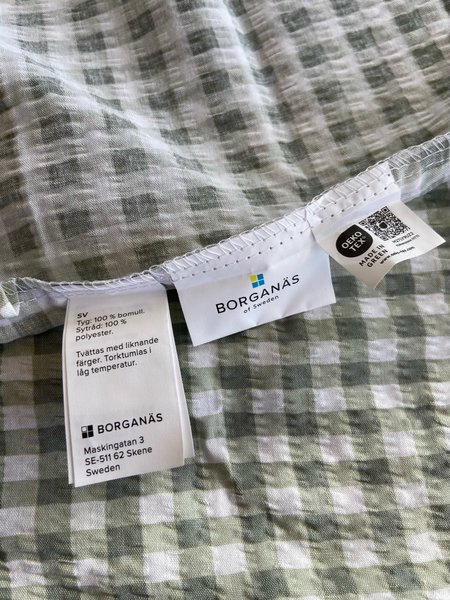 SV
Tyg: 100 % bomull.
Sytråd: 100 %
polyester.
Tvättas med liknande
färger. Torktumlas i
låg temperatur.
BORGANÄS
Maskingatan 3
SE-511 62 Skene
Sweden
BORGANÄS
of Sweden
OEKO
TEX®
MADE IN
GREEN